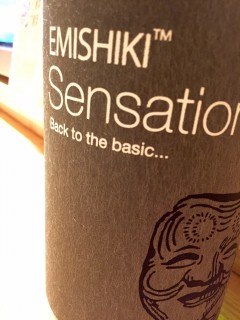 EMISHIKI™
Sensation
Back to the basic...